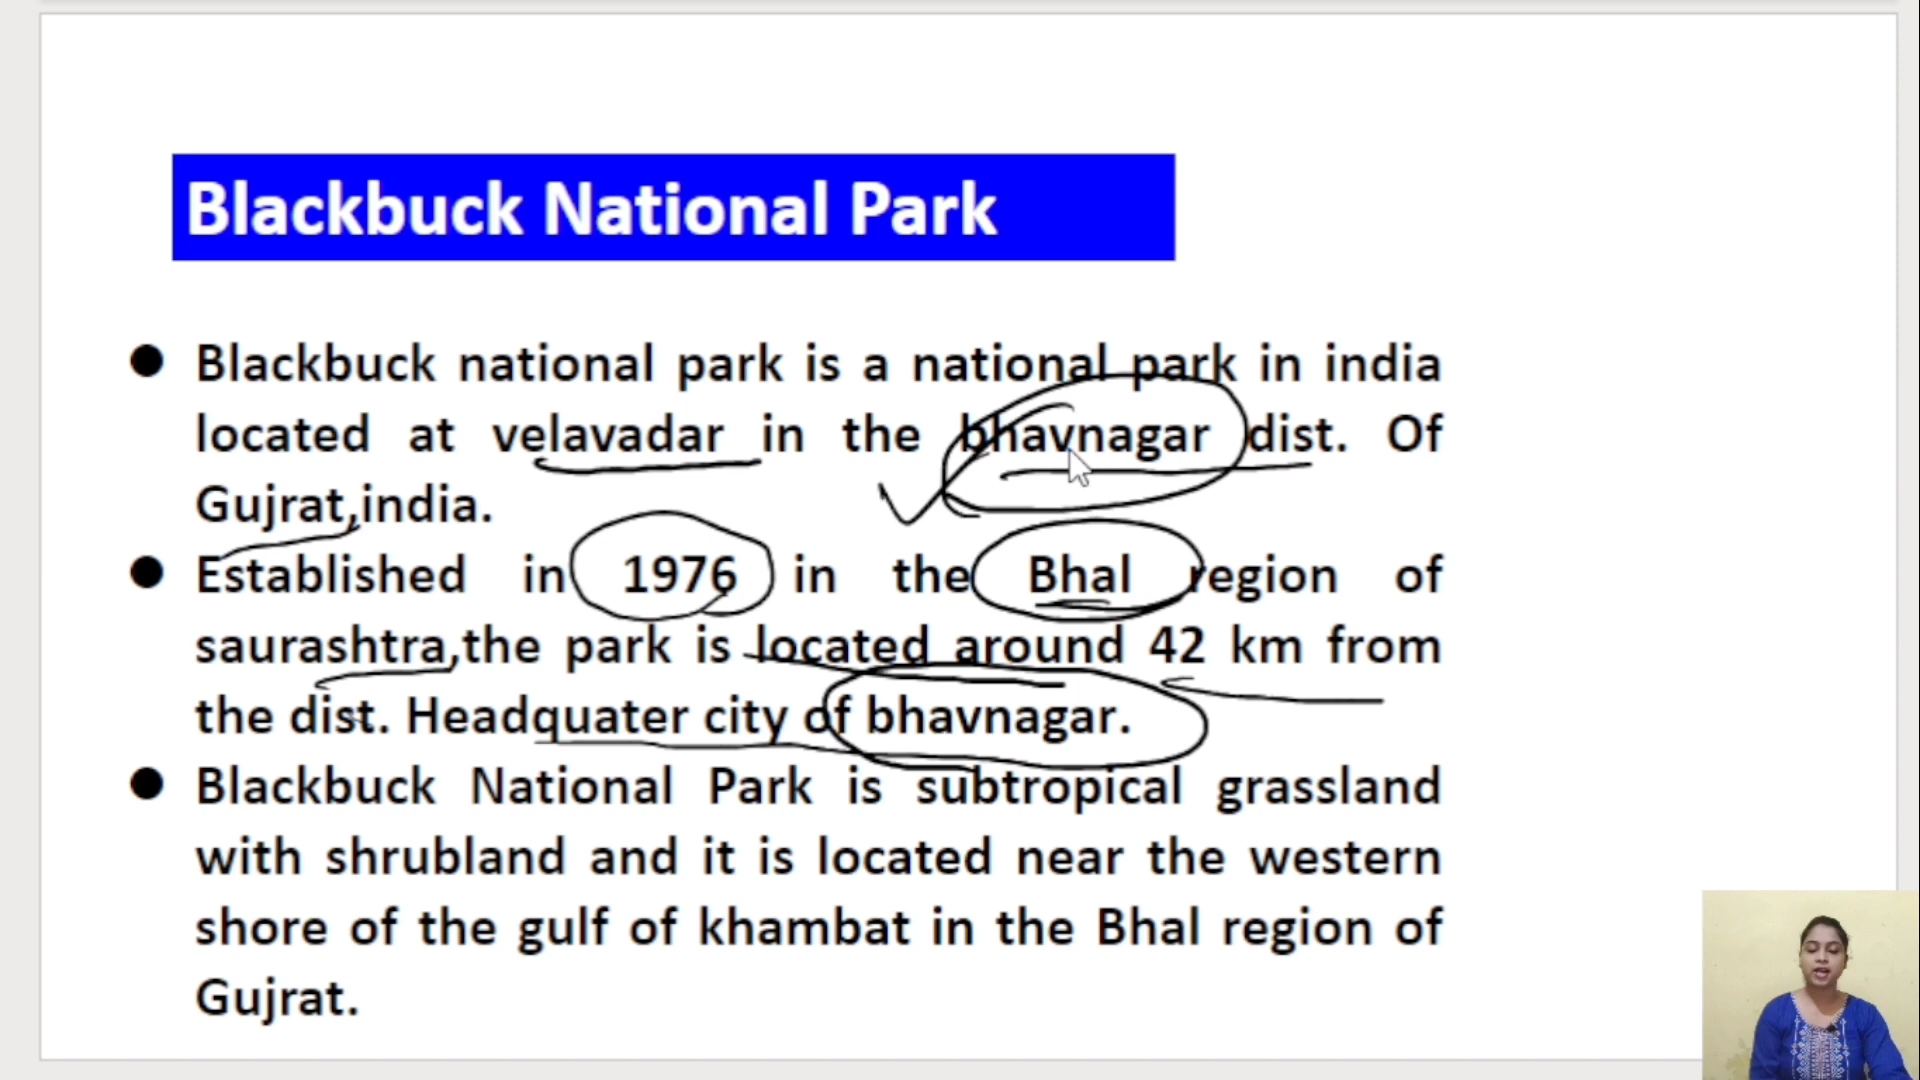 Blackbuck National Park
Blackbuck national park is a national park in india
located at velavadar in the bhavnagar dist. Of
Gujrat,india.
Established in 1976 in the Bhal region of
saurashtra,the park is located around 42 km from
the dist. Headquater city of bhavnagar.
Blackbuck National Park is subtropical grassland
with shrubland and it is located near the western
shore of the gulf of khambat in the Bhal region of
Gujrat.